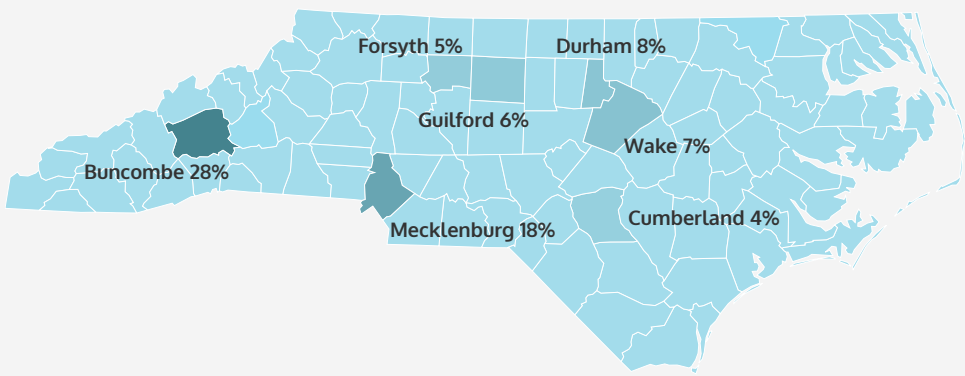 Forsyth 5%
Durham 8%
Guilford 6%
Wake 7%
Buncombe 28%
Cumberland 4%
Mecklenburg 18%